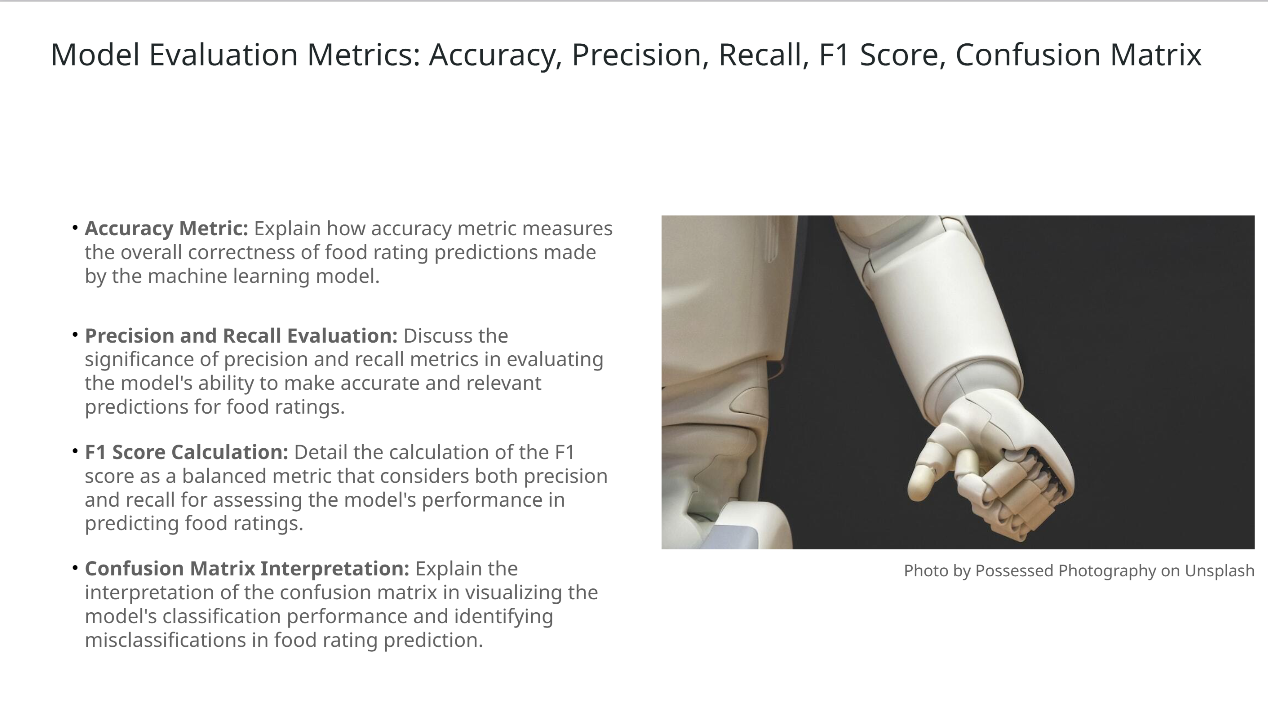 Model Evaluation Metrics: Accuracy, Precision, Recall, F1 Score, Confusion Matrix
• Accuracy Metric: Explain how accuracy metric measures
the overall correctness of food rating predictions made
by the machine learning model.
• Precision and Recall Evaluation: Discuss the
significance of precision and recall metrics in evaluating
the model's ability to make accurate and relevant
predictions for food ratings.
• F1 Score Calculation: Detail the calculation of the F1
score as a balanced metric that considers both precision
and recall for assessing the model's performance in
predicting food ratings.
• Confusion Matrix Interpretation: Explain the
interpretation of the confusion matrix in visualizing the
model's classification performance and identifying
misclassifications in food rating prediction.
Photo by Possessed Photography on Unsplash